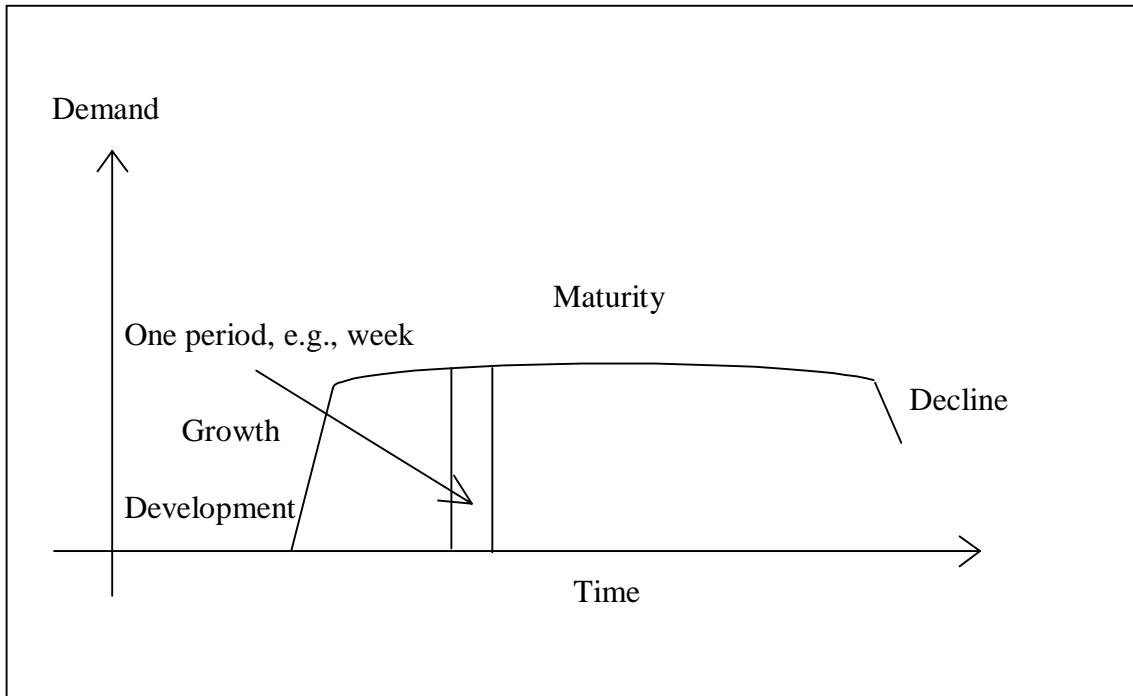 Demand
Maturity
One period, e.g., week
Decline
Growth
Development
Time